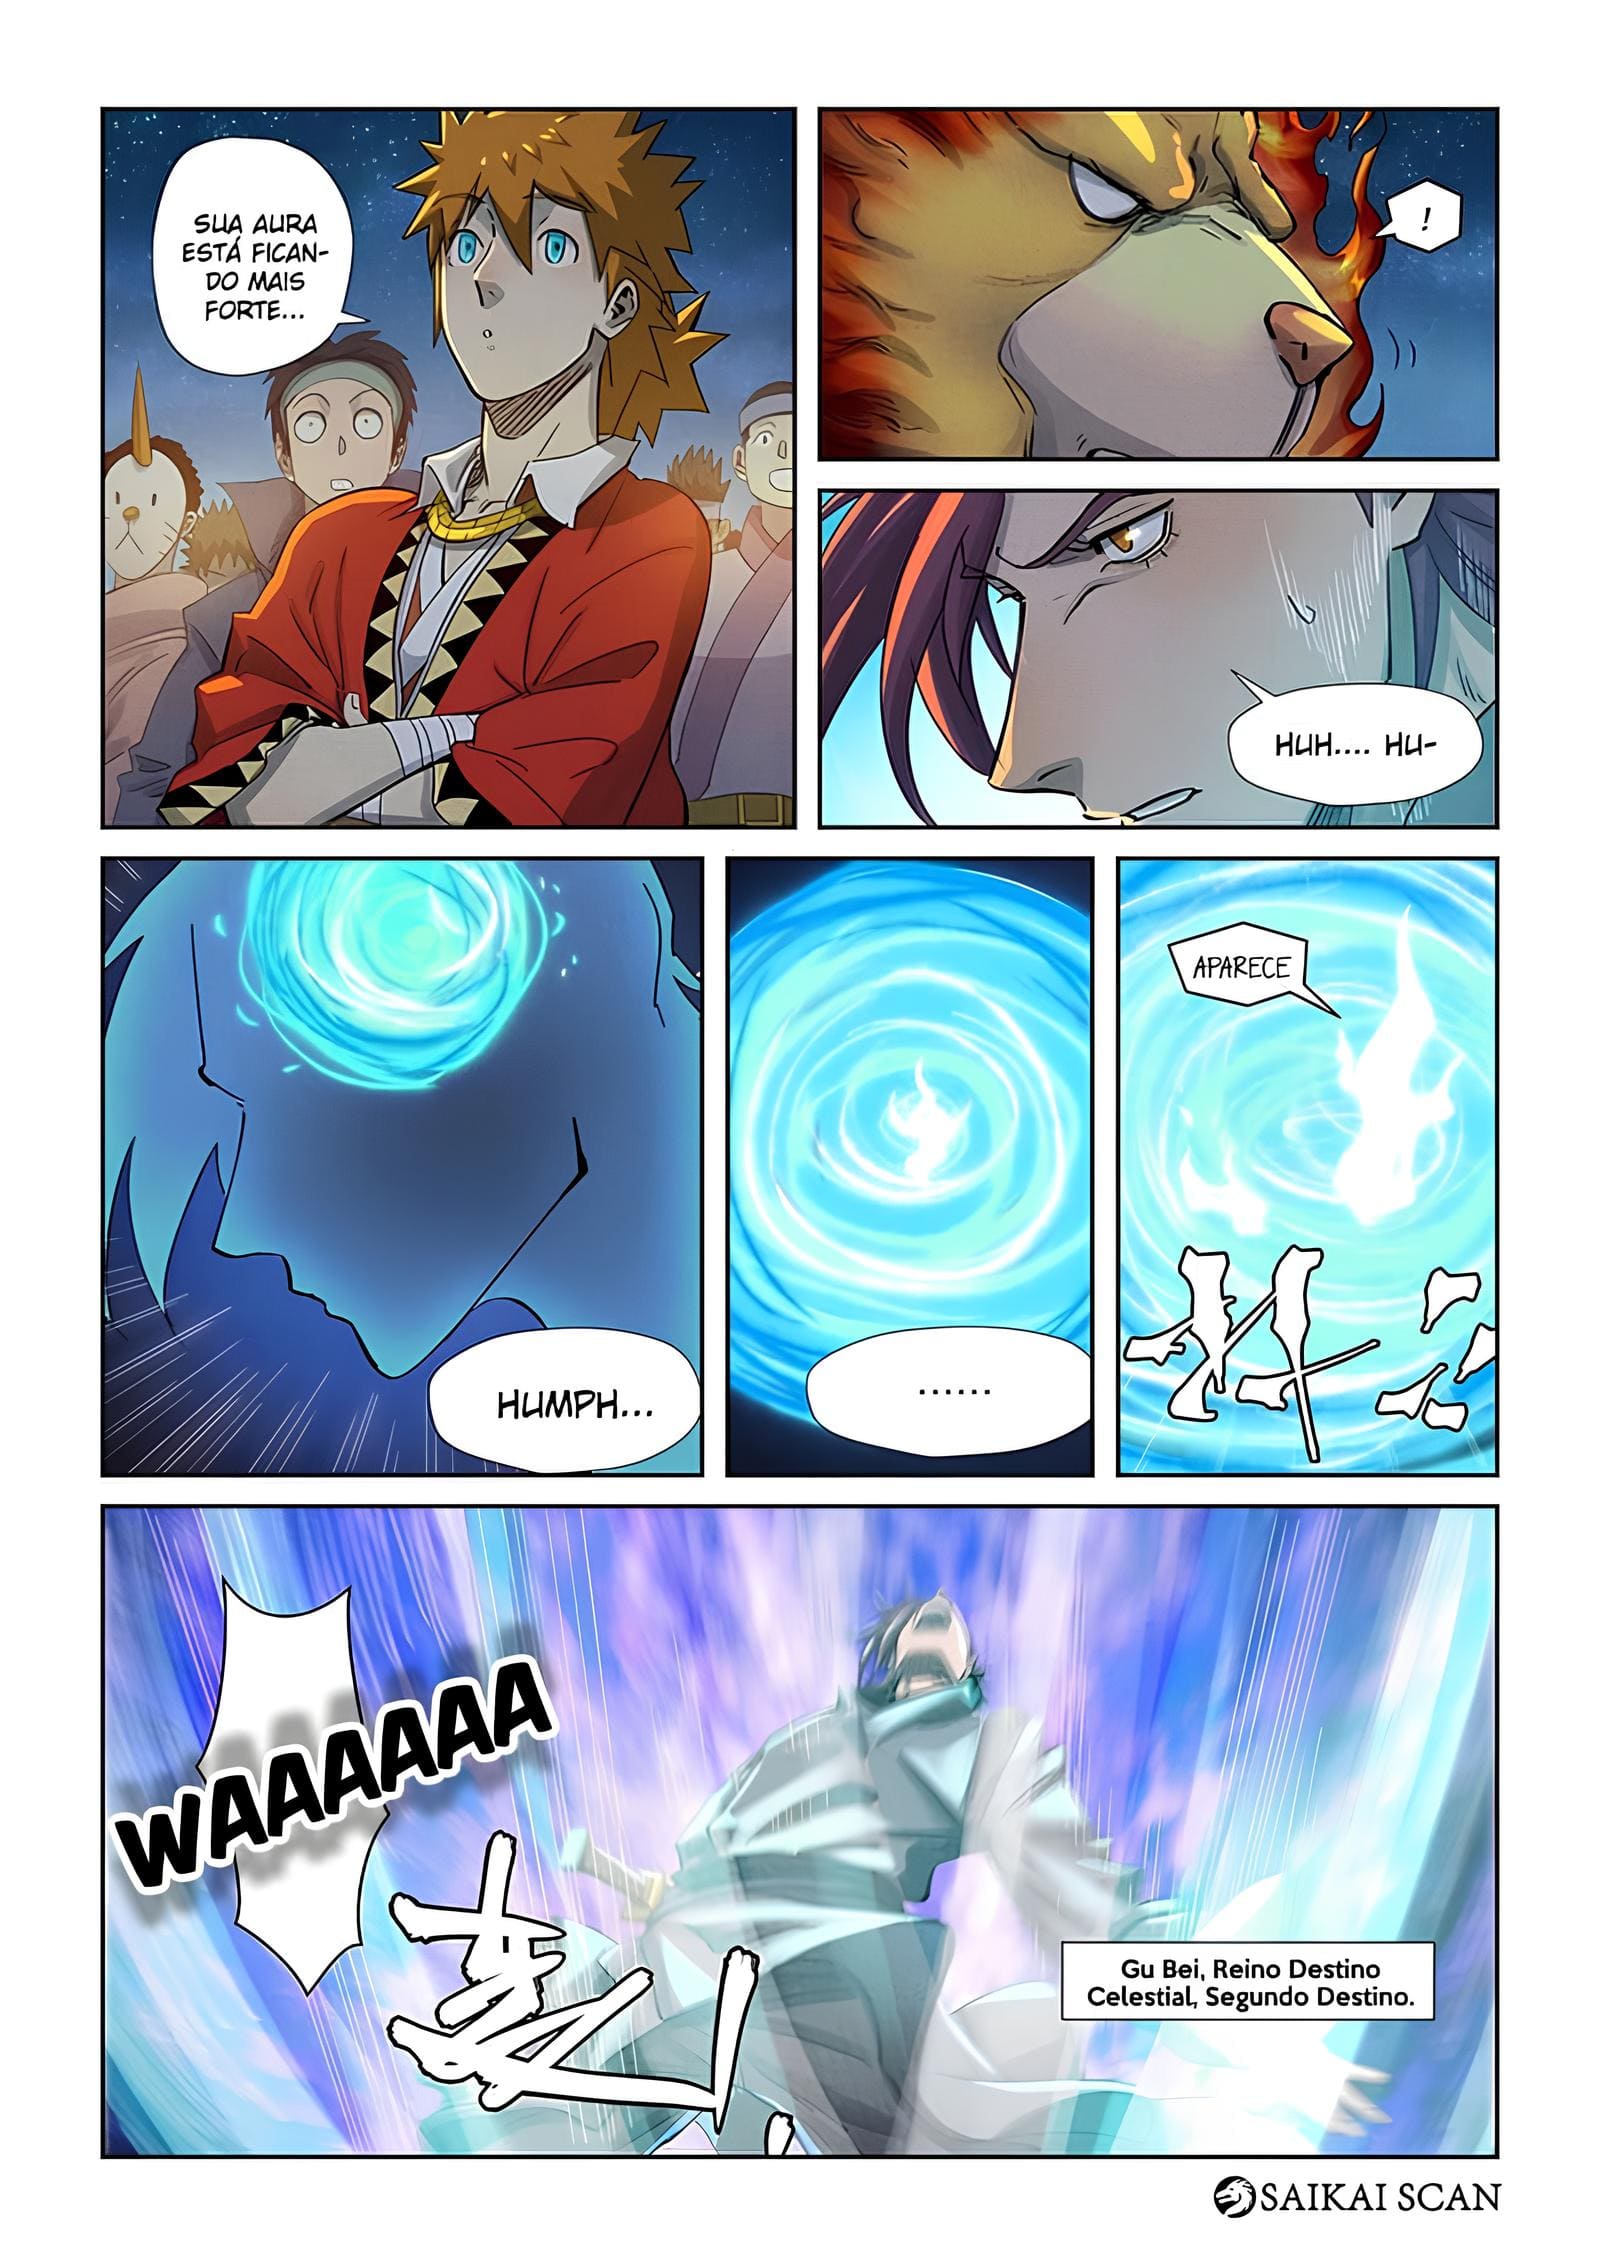 SUA AURA
ESTÁ FICAN-
DO MAIS
FORTE...
!
HUH.... HU-
HUMPH...
......
APARECE
WAAAAAA
Gu Bei, Reino Destino
Celestial, Segundo Destino.
SAIKAI SCAN